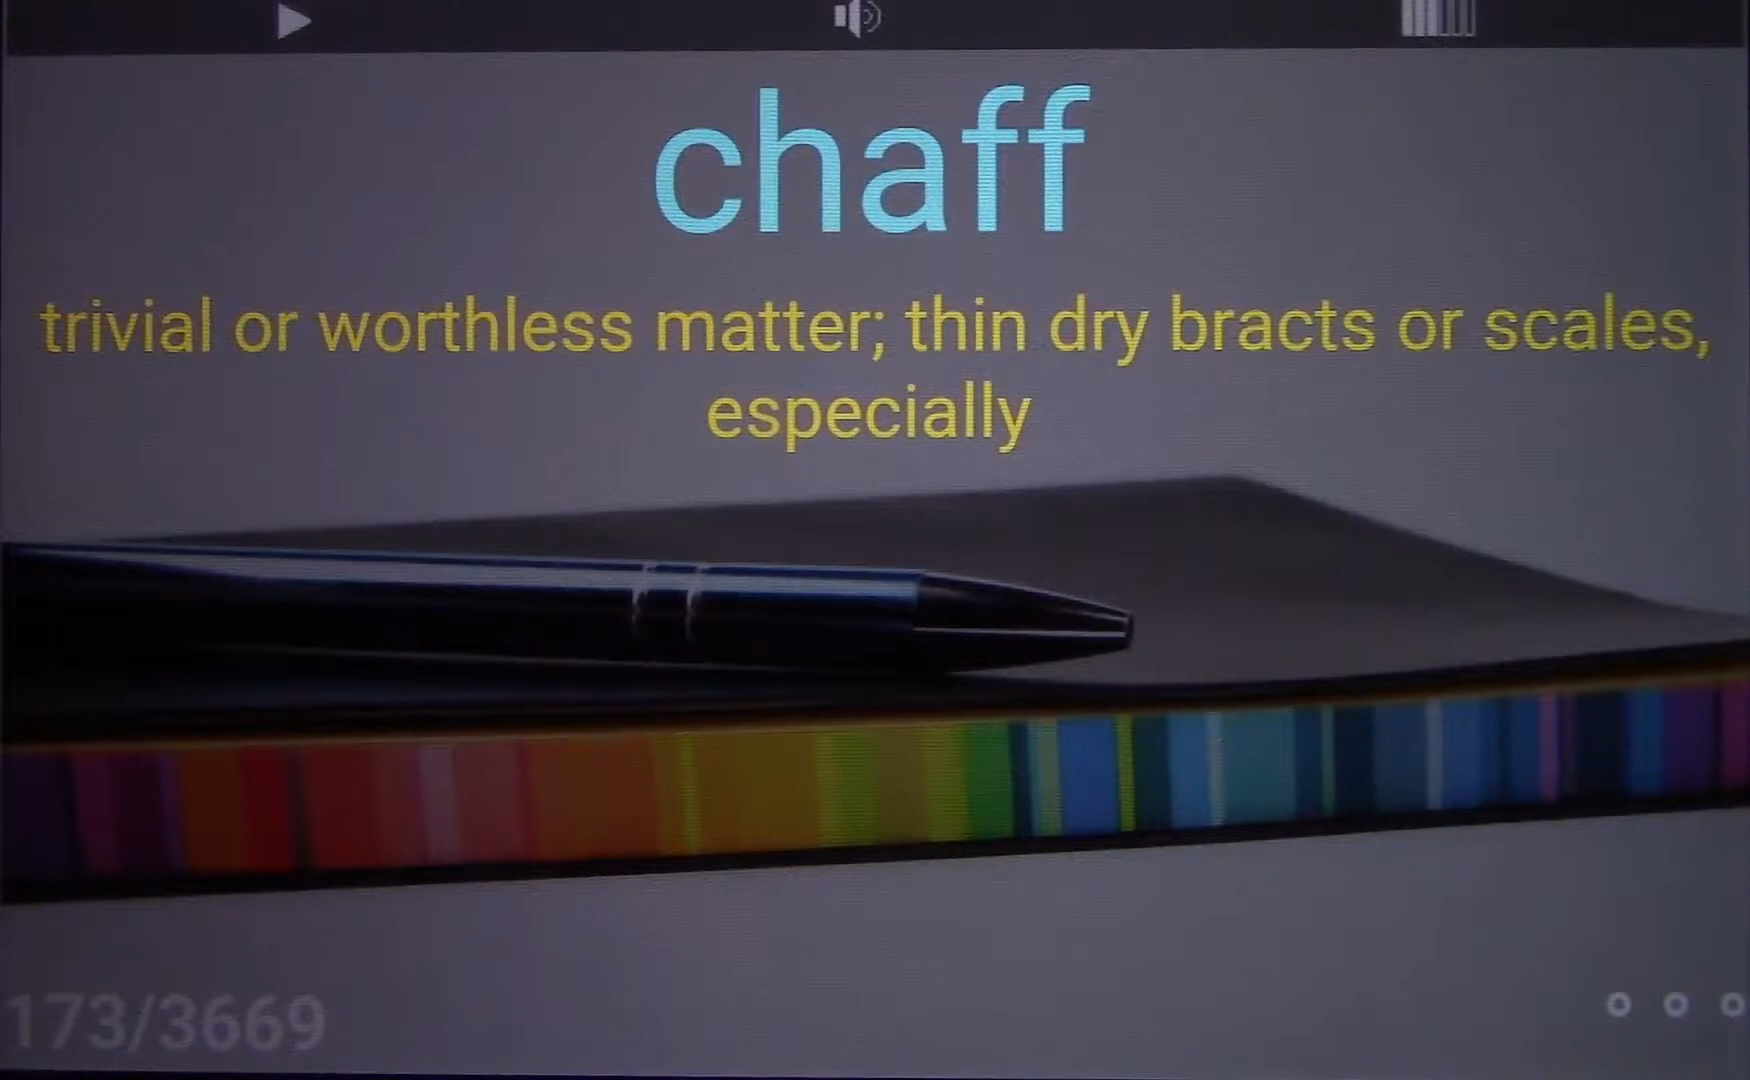 chaff
trivial or worthless matter; thin dry bracts or scales,
especially
173/3669